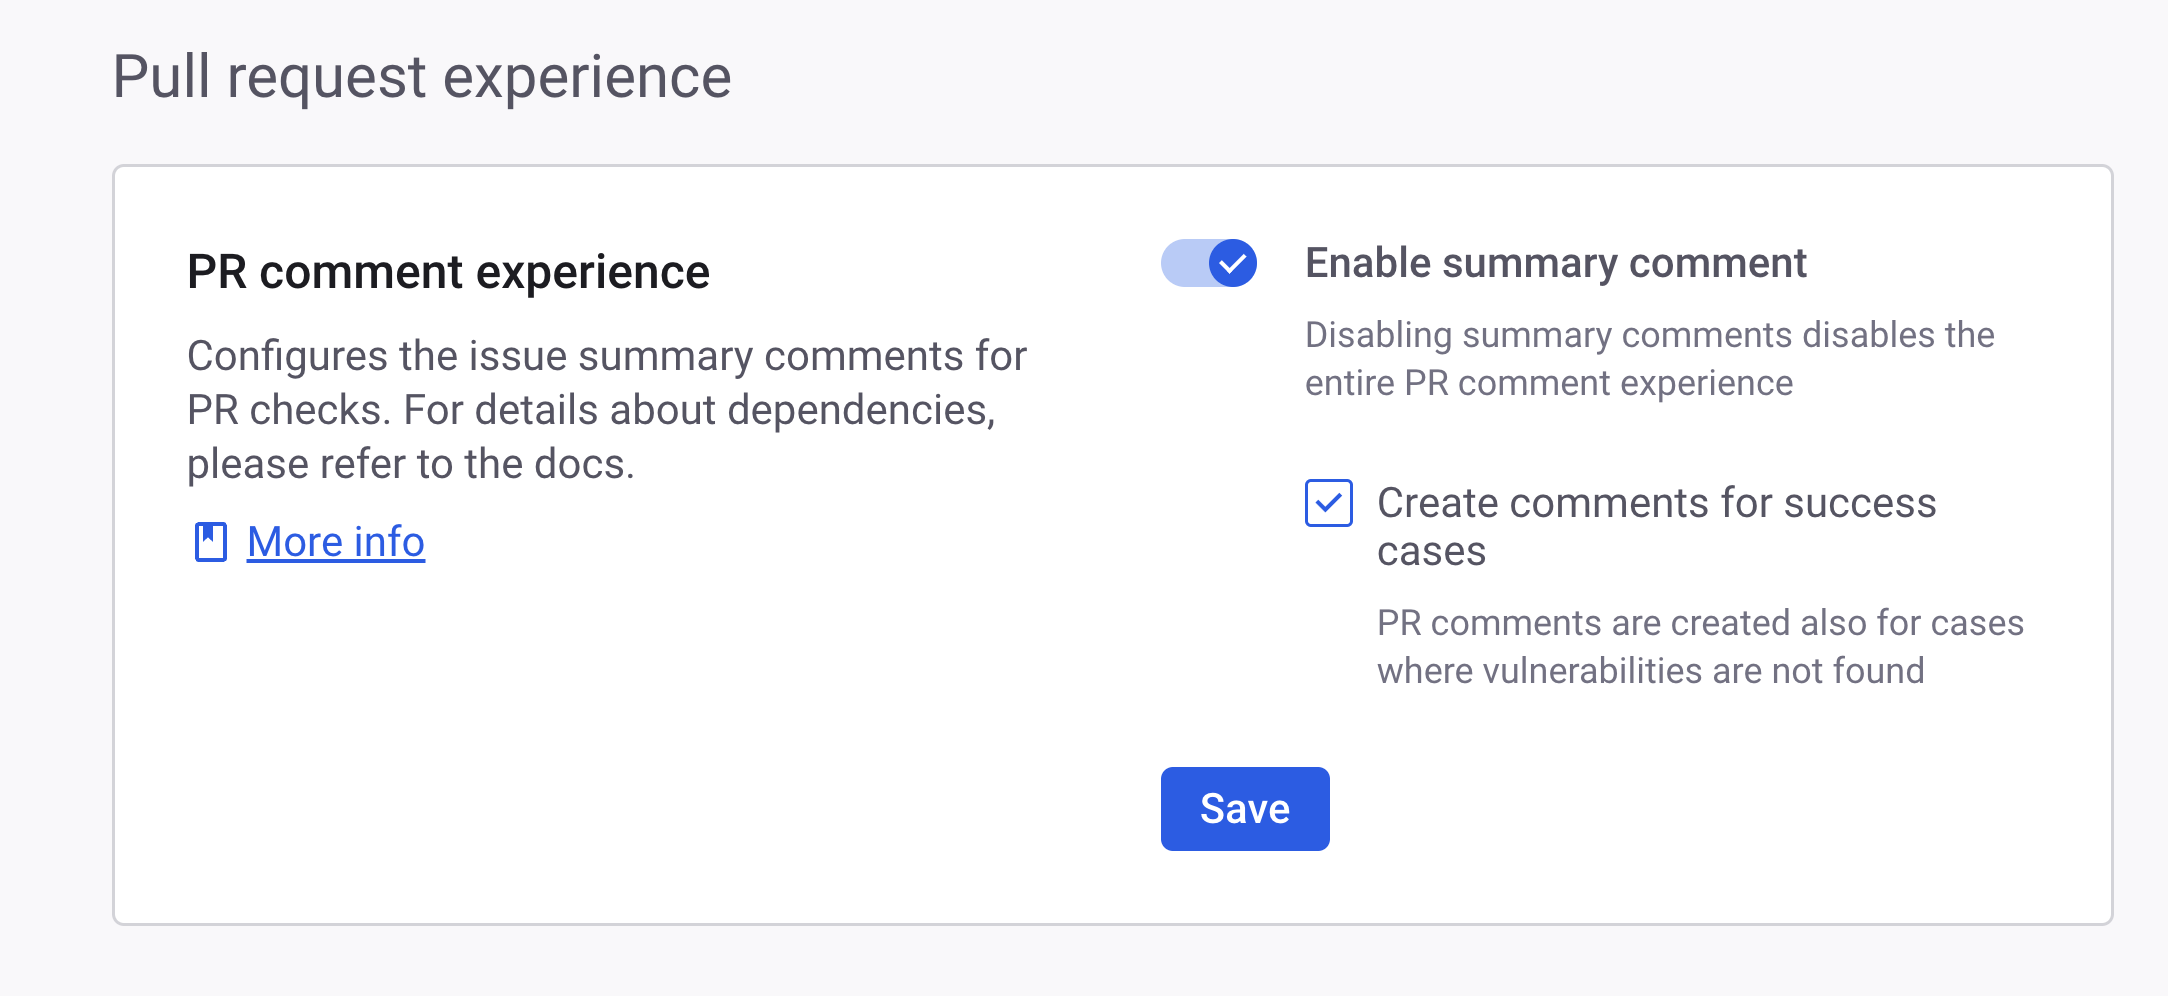 Pull request experience
PR comment experience
Configures the issue summary comments for
PR checks. For details about dependencies,
please refer to the docs.
More info
Enable summary comment
Disabling summary comments disables the
entire PR comment experience
Create comments for success
cases
PR comments are created also for cases
where vulnerabilities are not found
Save